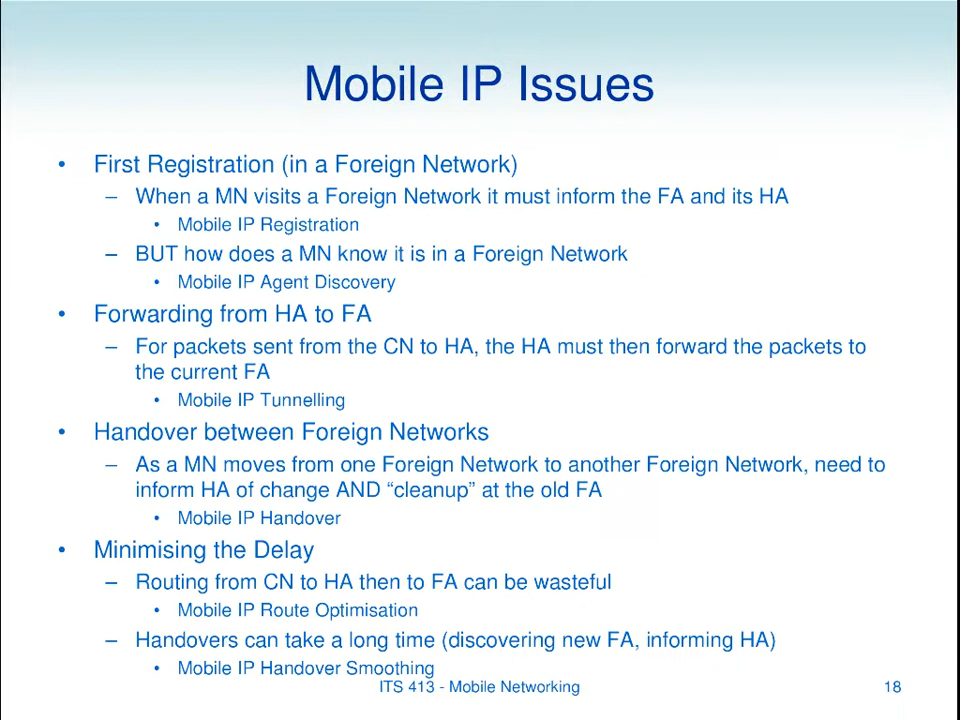 Mobile IP Issues
• First Registration (in a Foreign Network)
– When a MN visits a Foreign Network it must inform the FA and its HA
• Mobile IP Registration
– BUT how does a MN know it is in a Foreign Network
• Mobile IP Agent Discovery
• Forwarding from HA to FA
– For packets sent from the CN to HA, the HA must then forward the packets to
the current FA
• Mobile IP Tunnelling
• Handover between Foreign Networks
– As a MN moves from one Foreign Network to another Foreign Network, need to
inform HA of change AND “cleanup” at the old FA
• Mobile IP Handover
• Minimising the Delay
– Routing from CN to HA then to FA can be wasteful
• Mobile IP Route Optimisation
– Handovers can take a long time (discovering new FA, informing HA)
• Mobile IP Handover Smoothing
ITS 413 - Mobile Networking
18